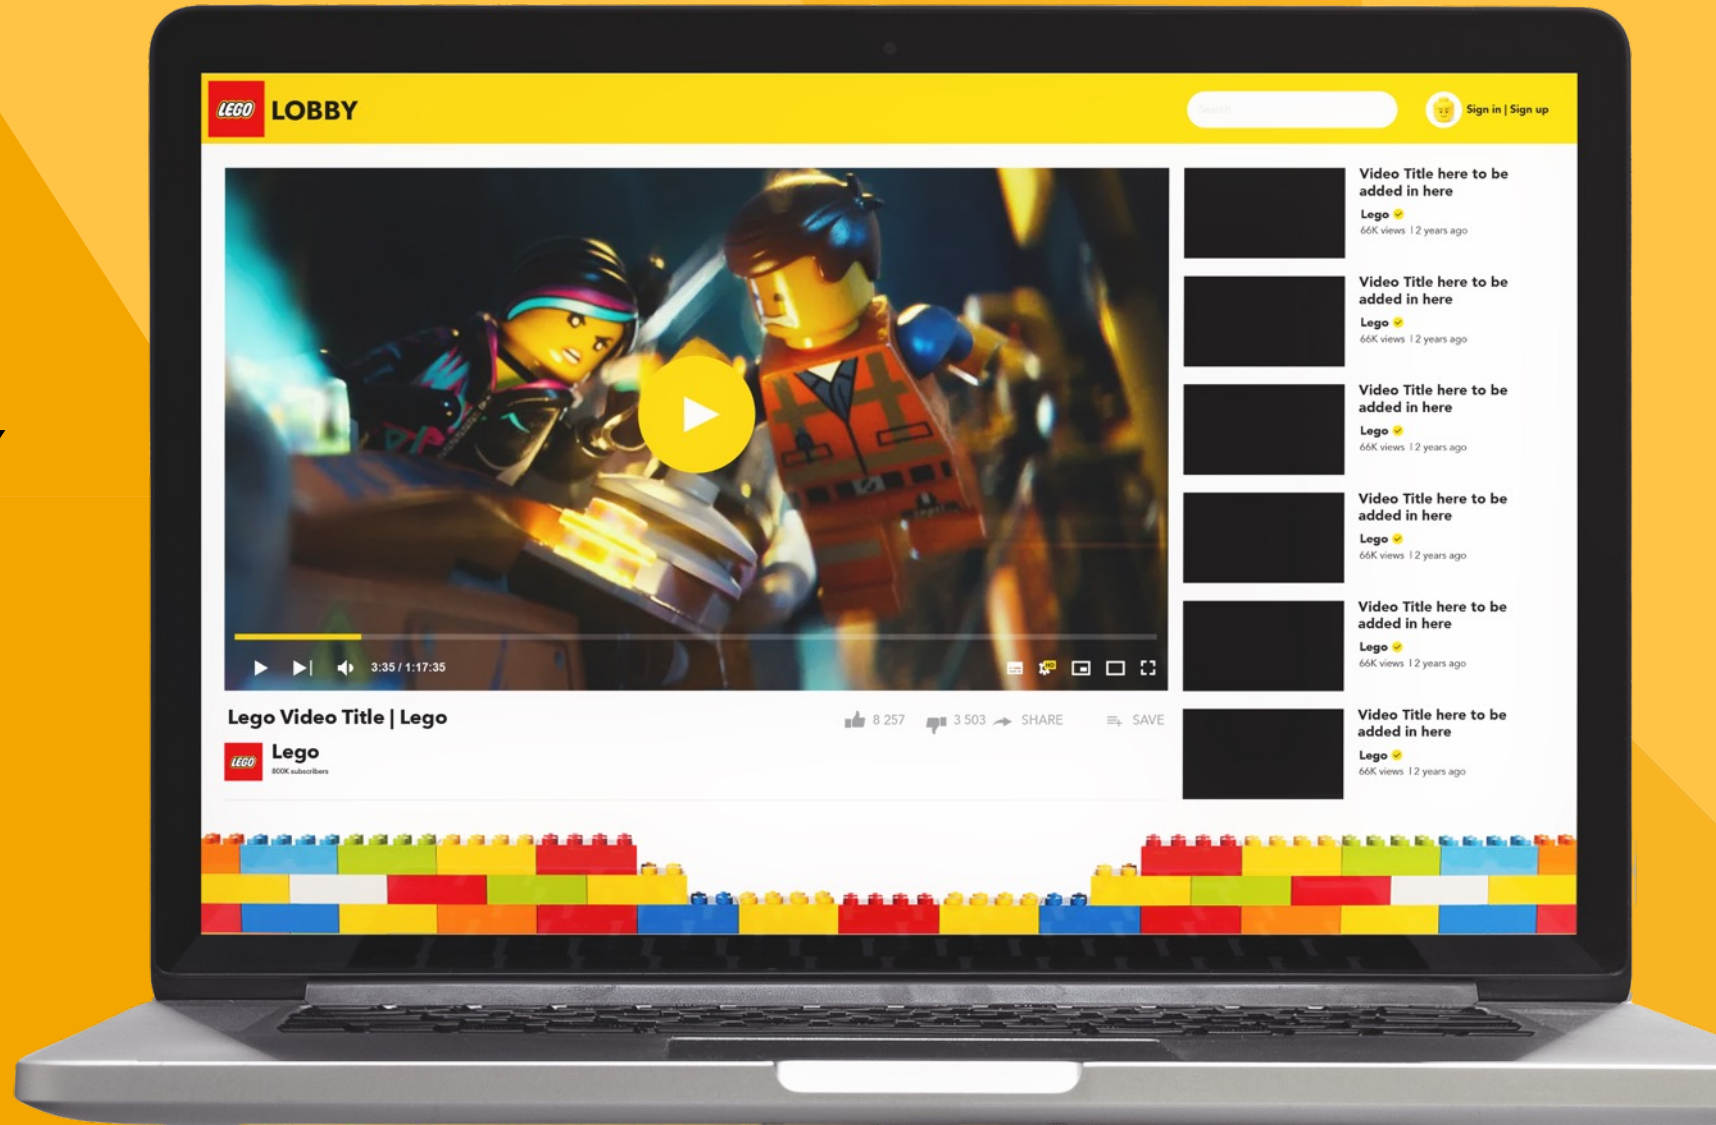 LEGO LOBBY
Search
Sign in | Sign up
3:35 / 1:17:35
HD
Lego Video Title | Lego
8 257
3 503
SHARE
SAVE
LEGO
Lego
800K subscribers
Video Title here to be
added in here
Lego
66K views | 2 years ago
Video Title here to be
added in here
Lego
66K views | 2 years ago
Video Title here to be
added in here
Lego
66K views | 2 years ago
Video Title here to be
added in here
Lego
66K views | 2 years ago
Video Title here to be
added in here
Lego
66K views | 2 years ago
Video Title here to be
added in here
Lego
66K views | 2 years ago